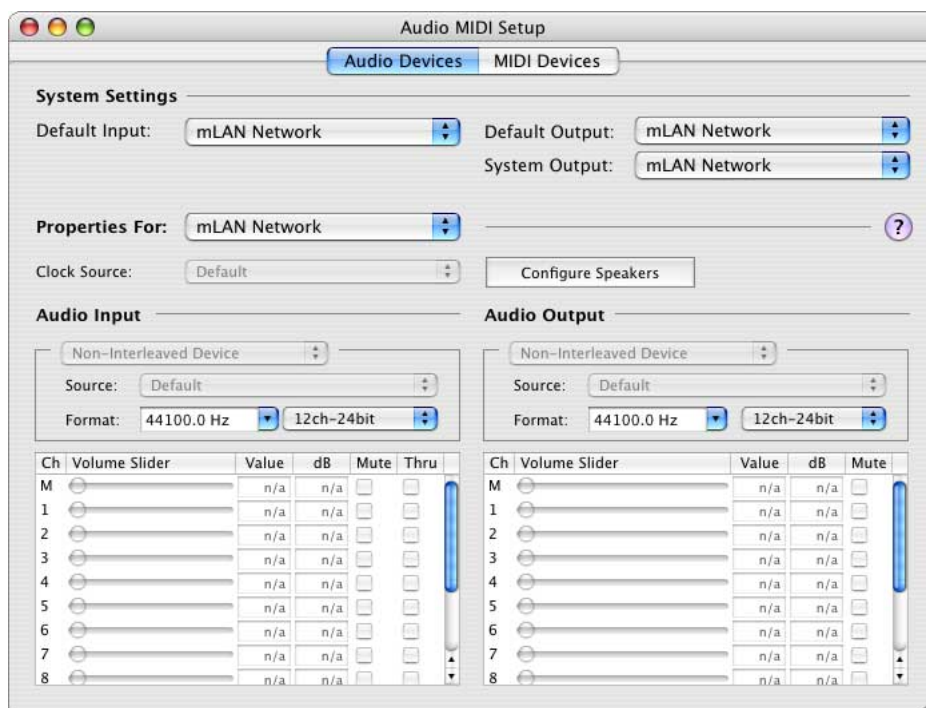 Audio MIDI Setup
Audio Devices MIDI Devices
System Settings
Default Input: mLAN Network
Default Output: mLAN Network
System Output: mLAN Network
Properties For: mLAN Network
?
Clock Source: Default
Configure Speakers
Audio Input
Non-Interleaved Device
Source: Default
Format: 44100.0 Hz 12ch-24bit
Ch Volume Slider Value dB Mute Thru
M n/a n/a
1 n/a n/a
2 n/a n/a
3 n/a n/a
4 n/a n/a
5 n/a n/a
6 n/a n/a
7 n/a n/a
8 n/a n/a
Audio Output
Non-Interleaved Device
Source: Default
Format: 44100.0 Hz 12ch-24bit
Ch Volume Slider Value dB Mute
M n/a n/a
1 n/a n/a
2 n/a n/a
3 n/a n/a
4 n/a n/a
5 n/a n/a
6 n/a n/a
7 n/a n/a
8 n/a n/a